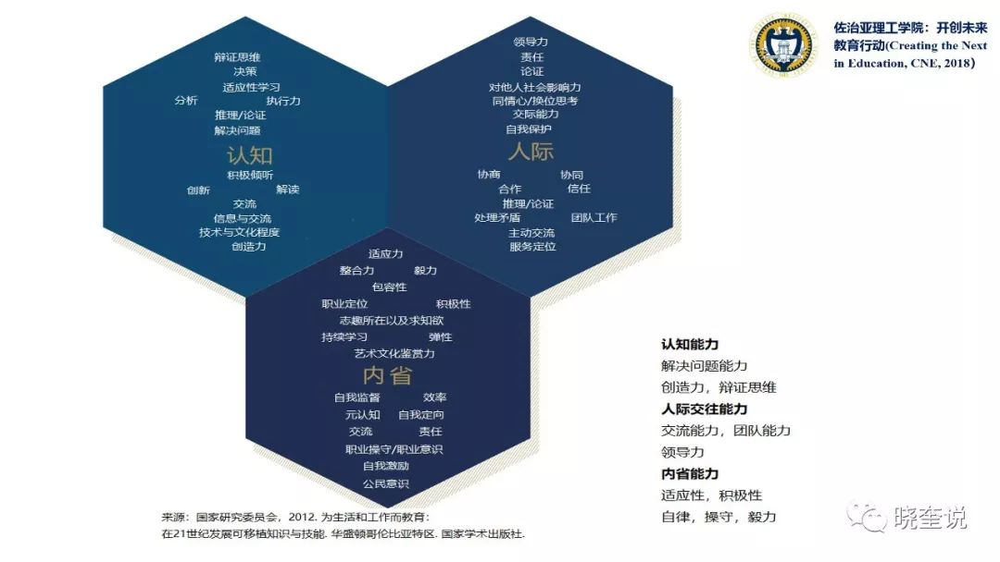 佐治亚理工学院：开创未来
教育行动(Creating the Next
in Education, CNE, 2018）
辩证思维
决策
适应性学习
分析 执行力
推理/论证
解决问题
认知
积极倾听
创新 解读
交流
信息与交流
技术与文化程度
创造力
领导力
责任
论证
对他人社会影响力
同情心/换位思考
交际能力
自我保护
人际
协商 协同
合作 信任
推理/论证
处理矛盾 团队工作
主动交流
服务定位
适应力
整合力 毅力
包容性
职业定位 积极性
志趣所在以及求知欲
持续学习 弹性
艺术文化鉴赏力
内省
自我监督 效率
元认知 自我定向
交流 责任
职业操守/职业意识
自我激励
公民意识
认知能力
解决问题能力
创造力，辩证思维
人际交往能力
交流能力，团队能力
领导力
内省能力
适应性，积极性
自律，操守，毅力
来源：国家研究委员会，2012. 为生活和工作而教育：
在21世纪发展可移植知识与技能. 华盛顿哥伦比亚特区. 国家学术出版社.
晓奎说